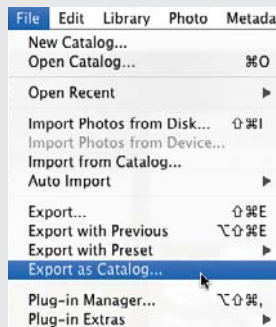 File Edit Library Photo Metada
New Catalog...
Open Catalog... ⌘O
Open Recent ▶
Import Photos from Disk... ⇧⌘I
Import Photos from Device...
Import from Catalog...
Auto Import ▶
Export... ⇧⌘E
Export with Previous ⌥⇧⌘E
Export with Preset ▶
Export as Catalog...
Plug-in Manager... ⌥⇧⌘,
Plug-in Extras ▶